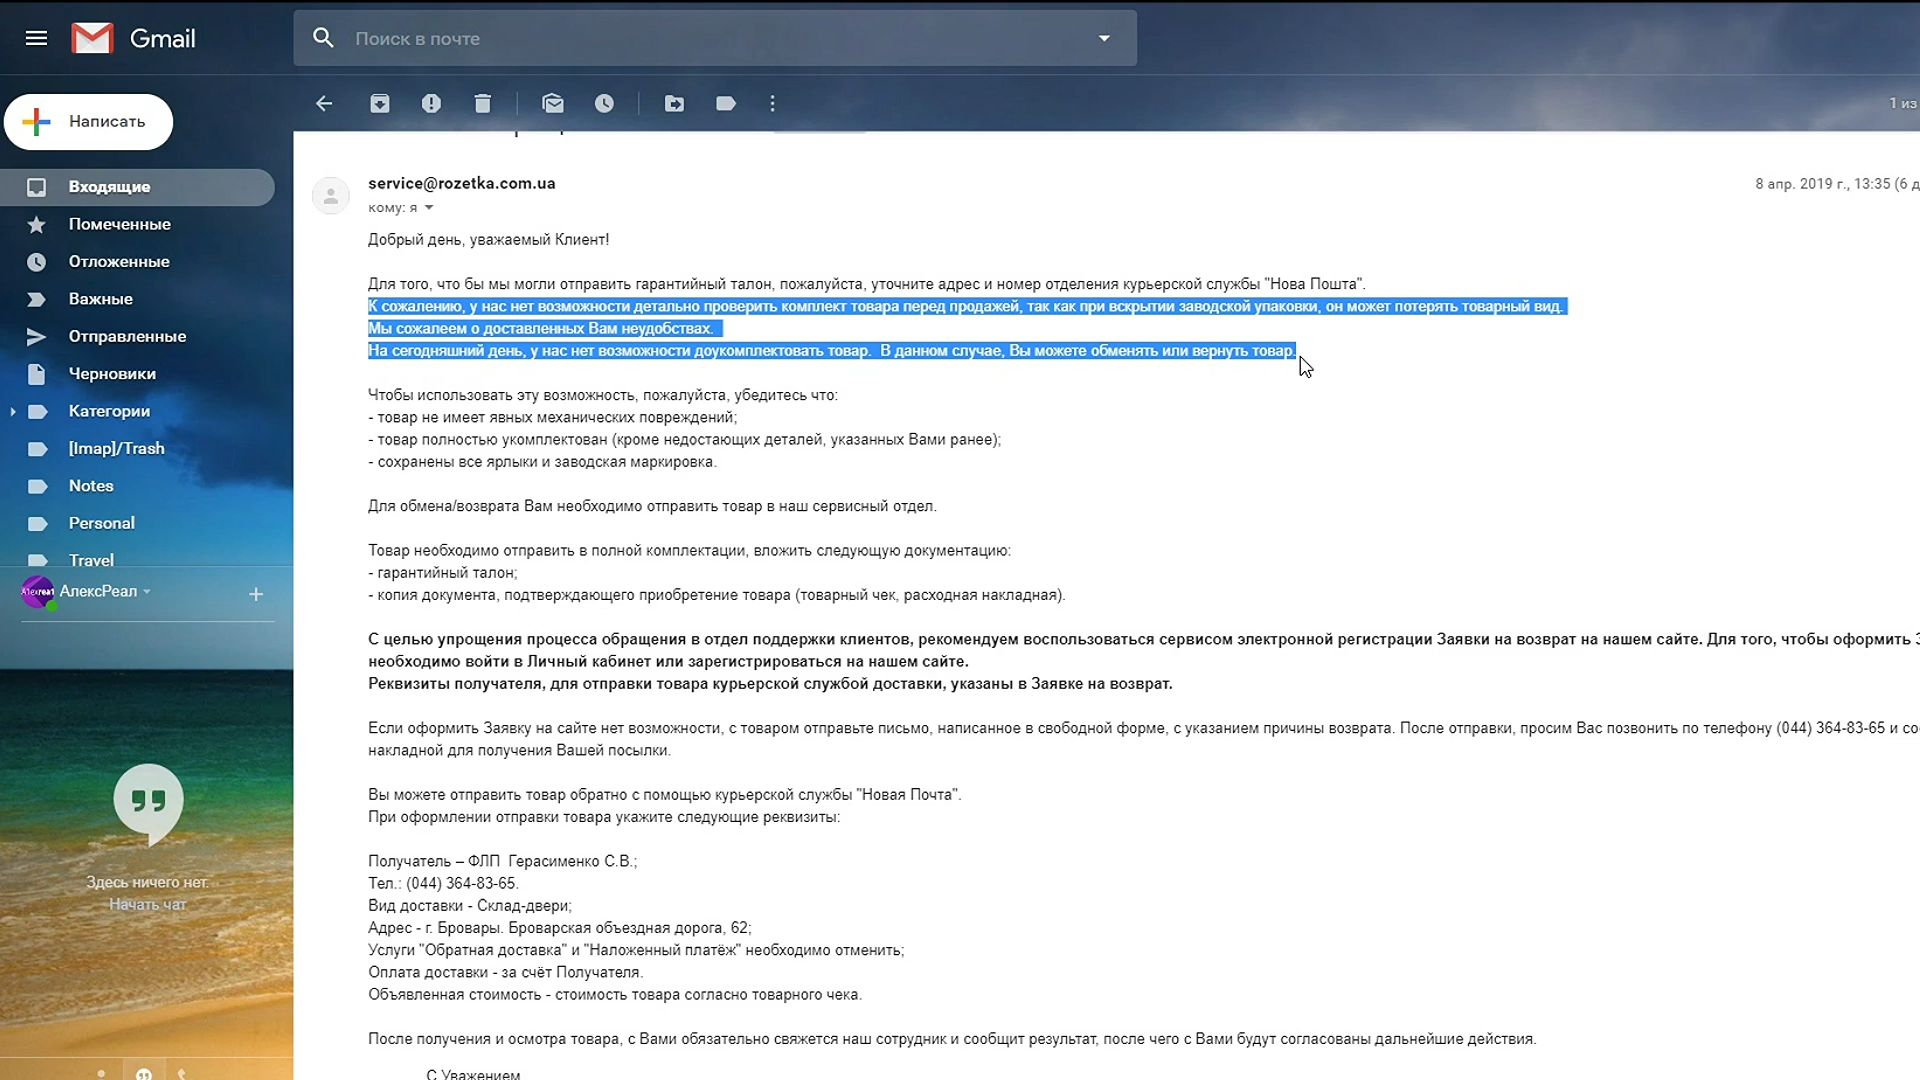 Gmail
Поиск в почте
Написать
1 из
Входящие
Помеченные
Отложенные
Важные
Отправленные
Черновики
Категории
[Imap]/Trash
Notes
Personal
Travel
АлексРеал
Здесь ничего нет.
Начать чат
service@rozetka.com.ua
8 апр. 2019 г., 13:35 (6 д
кому: я
Добрый день, уважаемый Клиент!
Для того, что бы мы могли отправить гарантийный талон, пожалуйста, уточните адрес и номер отделения курьерской службы "Нова Пошта".
К сожалению, у нас нет возможности детально проверить комплект товара перед продажей, так как при вскрытии заводской упаковки, он может потерять товарный вид.
Мы сожалеем о доставленных Вам неудобствах.
На сегодняшний день, у нас нет возможности доукомплектовать товар.  В данном случае, Вы можете обменять или вернуть товар.
Чтобы использовать эту возможность, пожалуйста, убедитесь что:
- товар не имеет явных механических повреждений;
- товар полностью укомплектован (кроме недостающих деталей, указанных Вами ранее);
- сохранены все ярлыки и заводская маркировка.
Для обмена/возврата Вам необходимо отправить товар в наш сервисный отдел.
Товар необходимо отправить в полной комплектации, вложить следующую документацию:
- гарантийный талон;
- копия документа, подтверждающего приобретение товара (товарный чек, расходная накладная).
С целью упрощения процесса обращения в отдел поддержки клиентов, рекомендуем воспользоваться сервисом электронной регистрации Заявки на возврат на нашем сайте. Для того, чтобы оформить З
необходимо войти в Личный кабинет или зарегистрироваться на нашем сайте.
Реквизиты получателя, для отправки товара курьерской службой доставки, указаны в Заявке на возврат.
Если оформить Заявку на сайте нет возможности, с товаром отправьте письмо, написанное в свободной форме, с указанием причины возврата. После отправки, просим Вас позвонить по телефону (044) 364-83-65 и соо
накладной для получения Вашей посылки.
Вы можете отправить товар обратно с помощью курьерской службы "Новая Почта".
При оформлении отправки товара укажите следующие реквизиты:
Получатель – ФЛП  Герасименко С.В.;
Тел.: (044) 364-83-65.
Вид доставки - Склад-двери;
Адрес - г. Бровары. Броварская объездная дорога, 62;
Услуги "Обратная доставка" и "Наложенный платёж" необходимо отменить;
Оплата доставки - за счёт Получателя.
Объявленная стоимость - стоимость товара согласно товарного чека.
После получения и осмотра товара, с Вами обязательно свяжется наш сотрудник и сообщит результат, после чего с Вами будут согласованы дальнейшие действия.
С Уважением